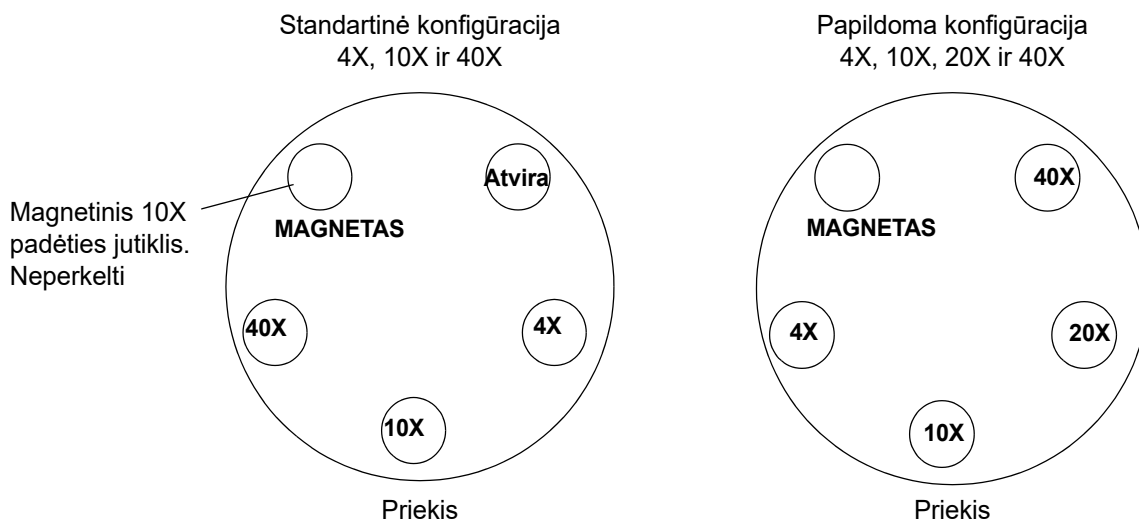 Standartinė konfigūracija
4X, 10X ir 40X
Magnetinis 10X
padėties jutiklis.
Neperkelti
Atvira
MAGNETAS
40X
4X
10X
Priekis
Papildoma konfigūracija
4X, 10X, 20X ir 40X
40X
MAGNETAS
4X
20X
10X
Priekis